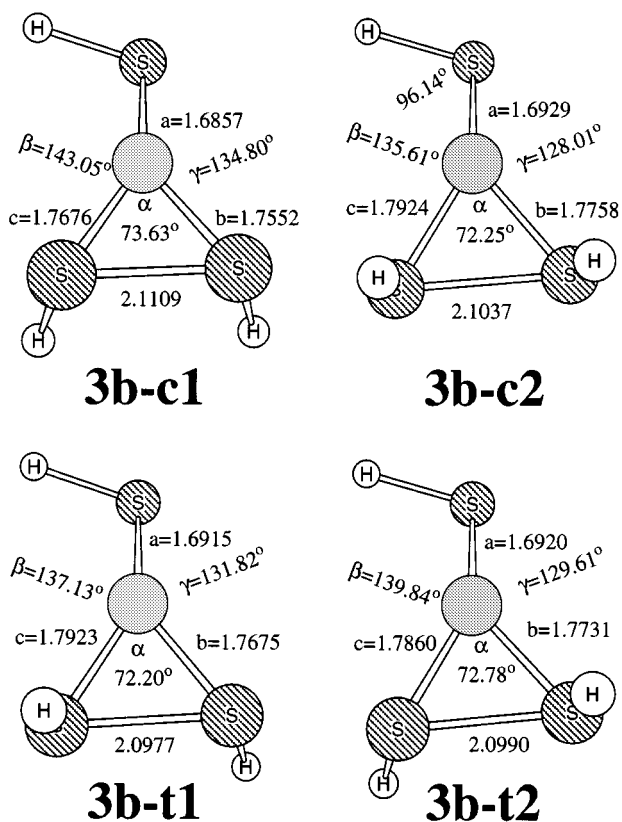 H
S
a=1.6857
β=143.05°
γ=134.80°
α
c=1.7676
73.63°
b=1.7552
S
S
2.1109
H
H
3b-c1
H
S
96.14°
a=1.6929
β=135.61°
γ=128.01°
α
c=1.7924
72.25°
b=1.7758
H
S
H
S
2.1037
3b-c2
H
S
a=1.6915
β=137.13°
γ=131.82°
c=1.7923
α
b=1.7675
72.20°
H
S
S
2.0977
H
3b-t1
H
S
a=1.6920
β=139.84°
γ=129.61°
c=1.7860
α
b=1.7731
72.78°
H
S
S
2.0990
H
3b-t2